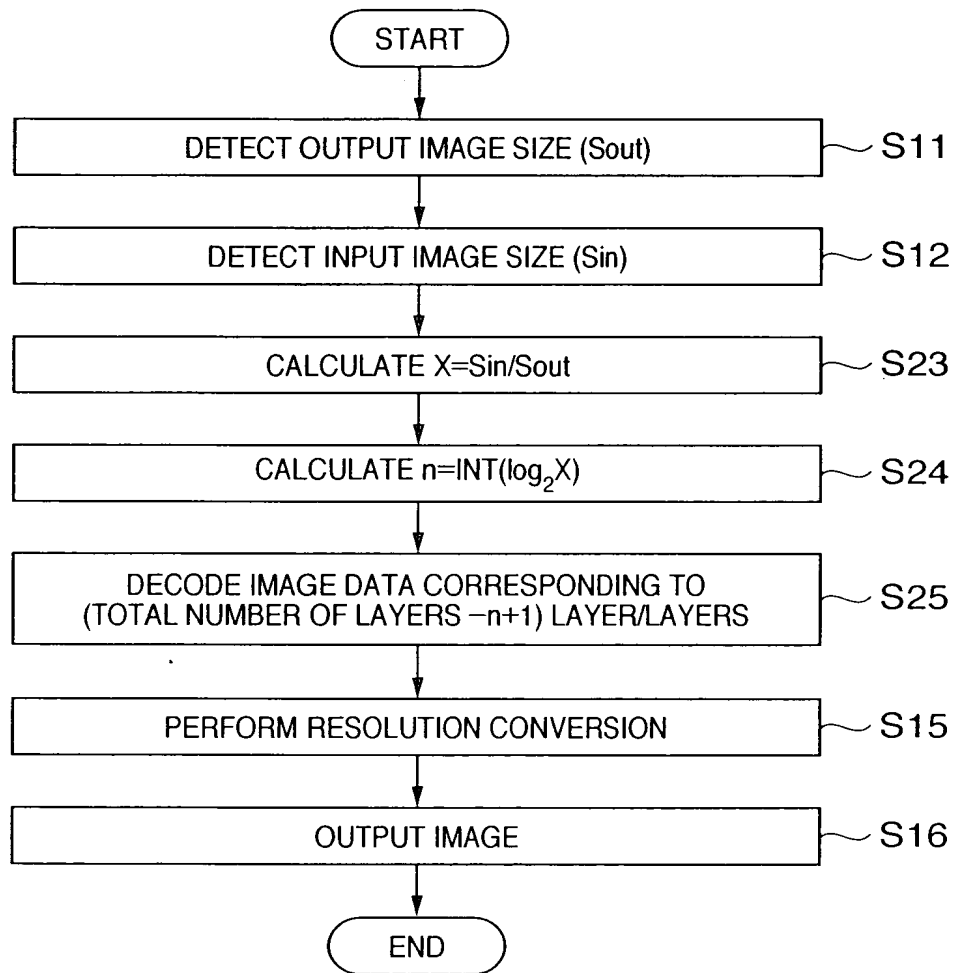 START
DETECT OUTPUT IMAGE SIZE (Sout)
S11
DETECT INPUT IMAGE SIZE (Sin)
S12
CALCULATE X=Sin/Sout
S23
CALCULATE n=INT(log₂X)
S24
DECODE IMAGE DATA CORRESPONDING TO
(TOTAL NUMBER OF LAYERS –n+1) LAYER/LAYERS
S25
PERFORM RESOLUTION CONVERSION
S15
OUTPUT IMAGE
S16
END